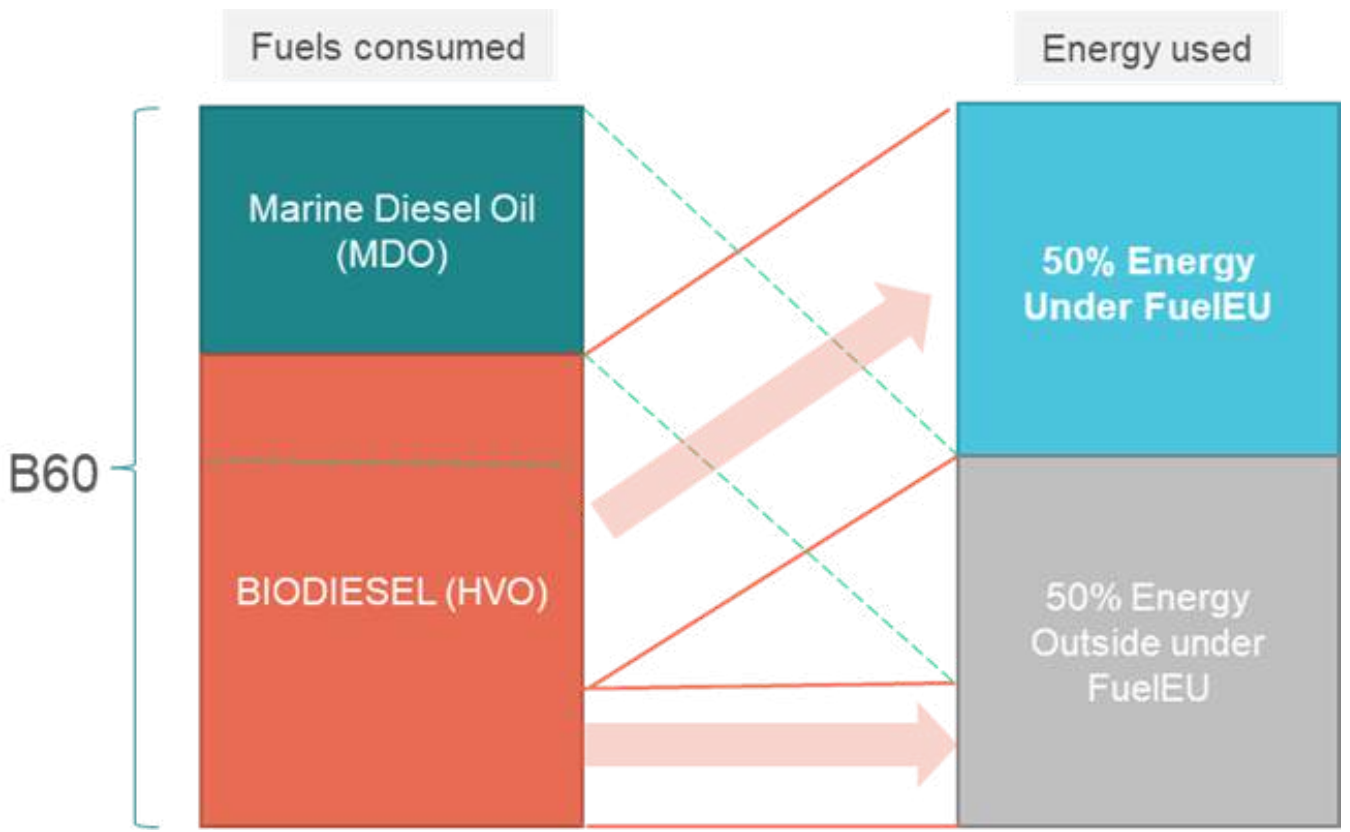 Fuels consumed
Energy used
Marine Diesel Oil
(MDO)
50% Energy
Under FuelEU
B60
BIODIESEL (HVO)
50% Energy
Outside under
FuelEU